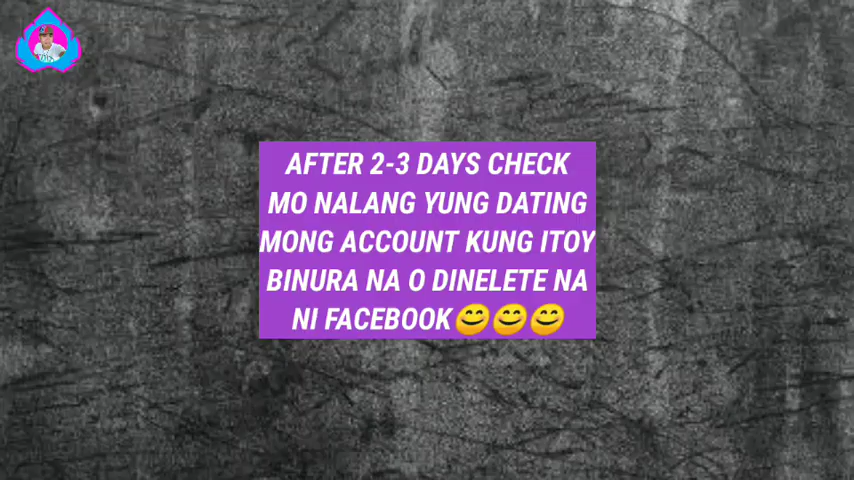 AFTER 2-3 DAYS CHECK
MO NALANG YUNG DATING
MONG ACCOUNT KUNG ITOY
BINURA NA O DINELETE NA
NI FACEBOOK😊😊😊